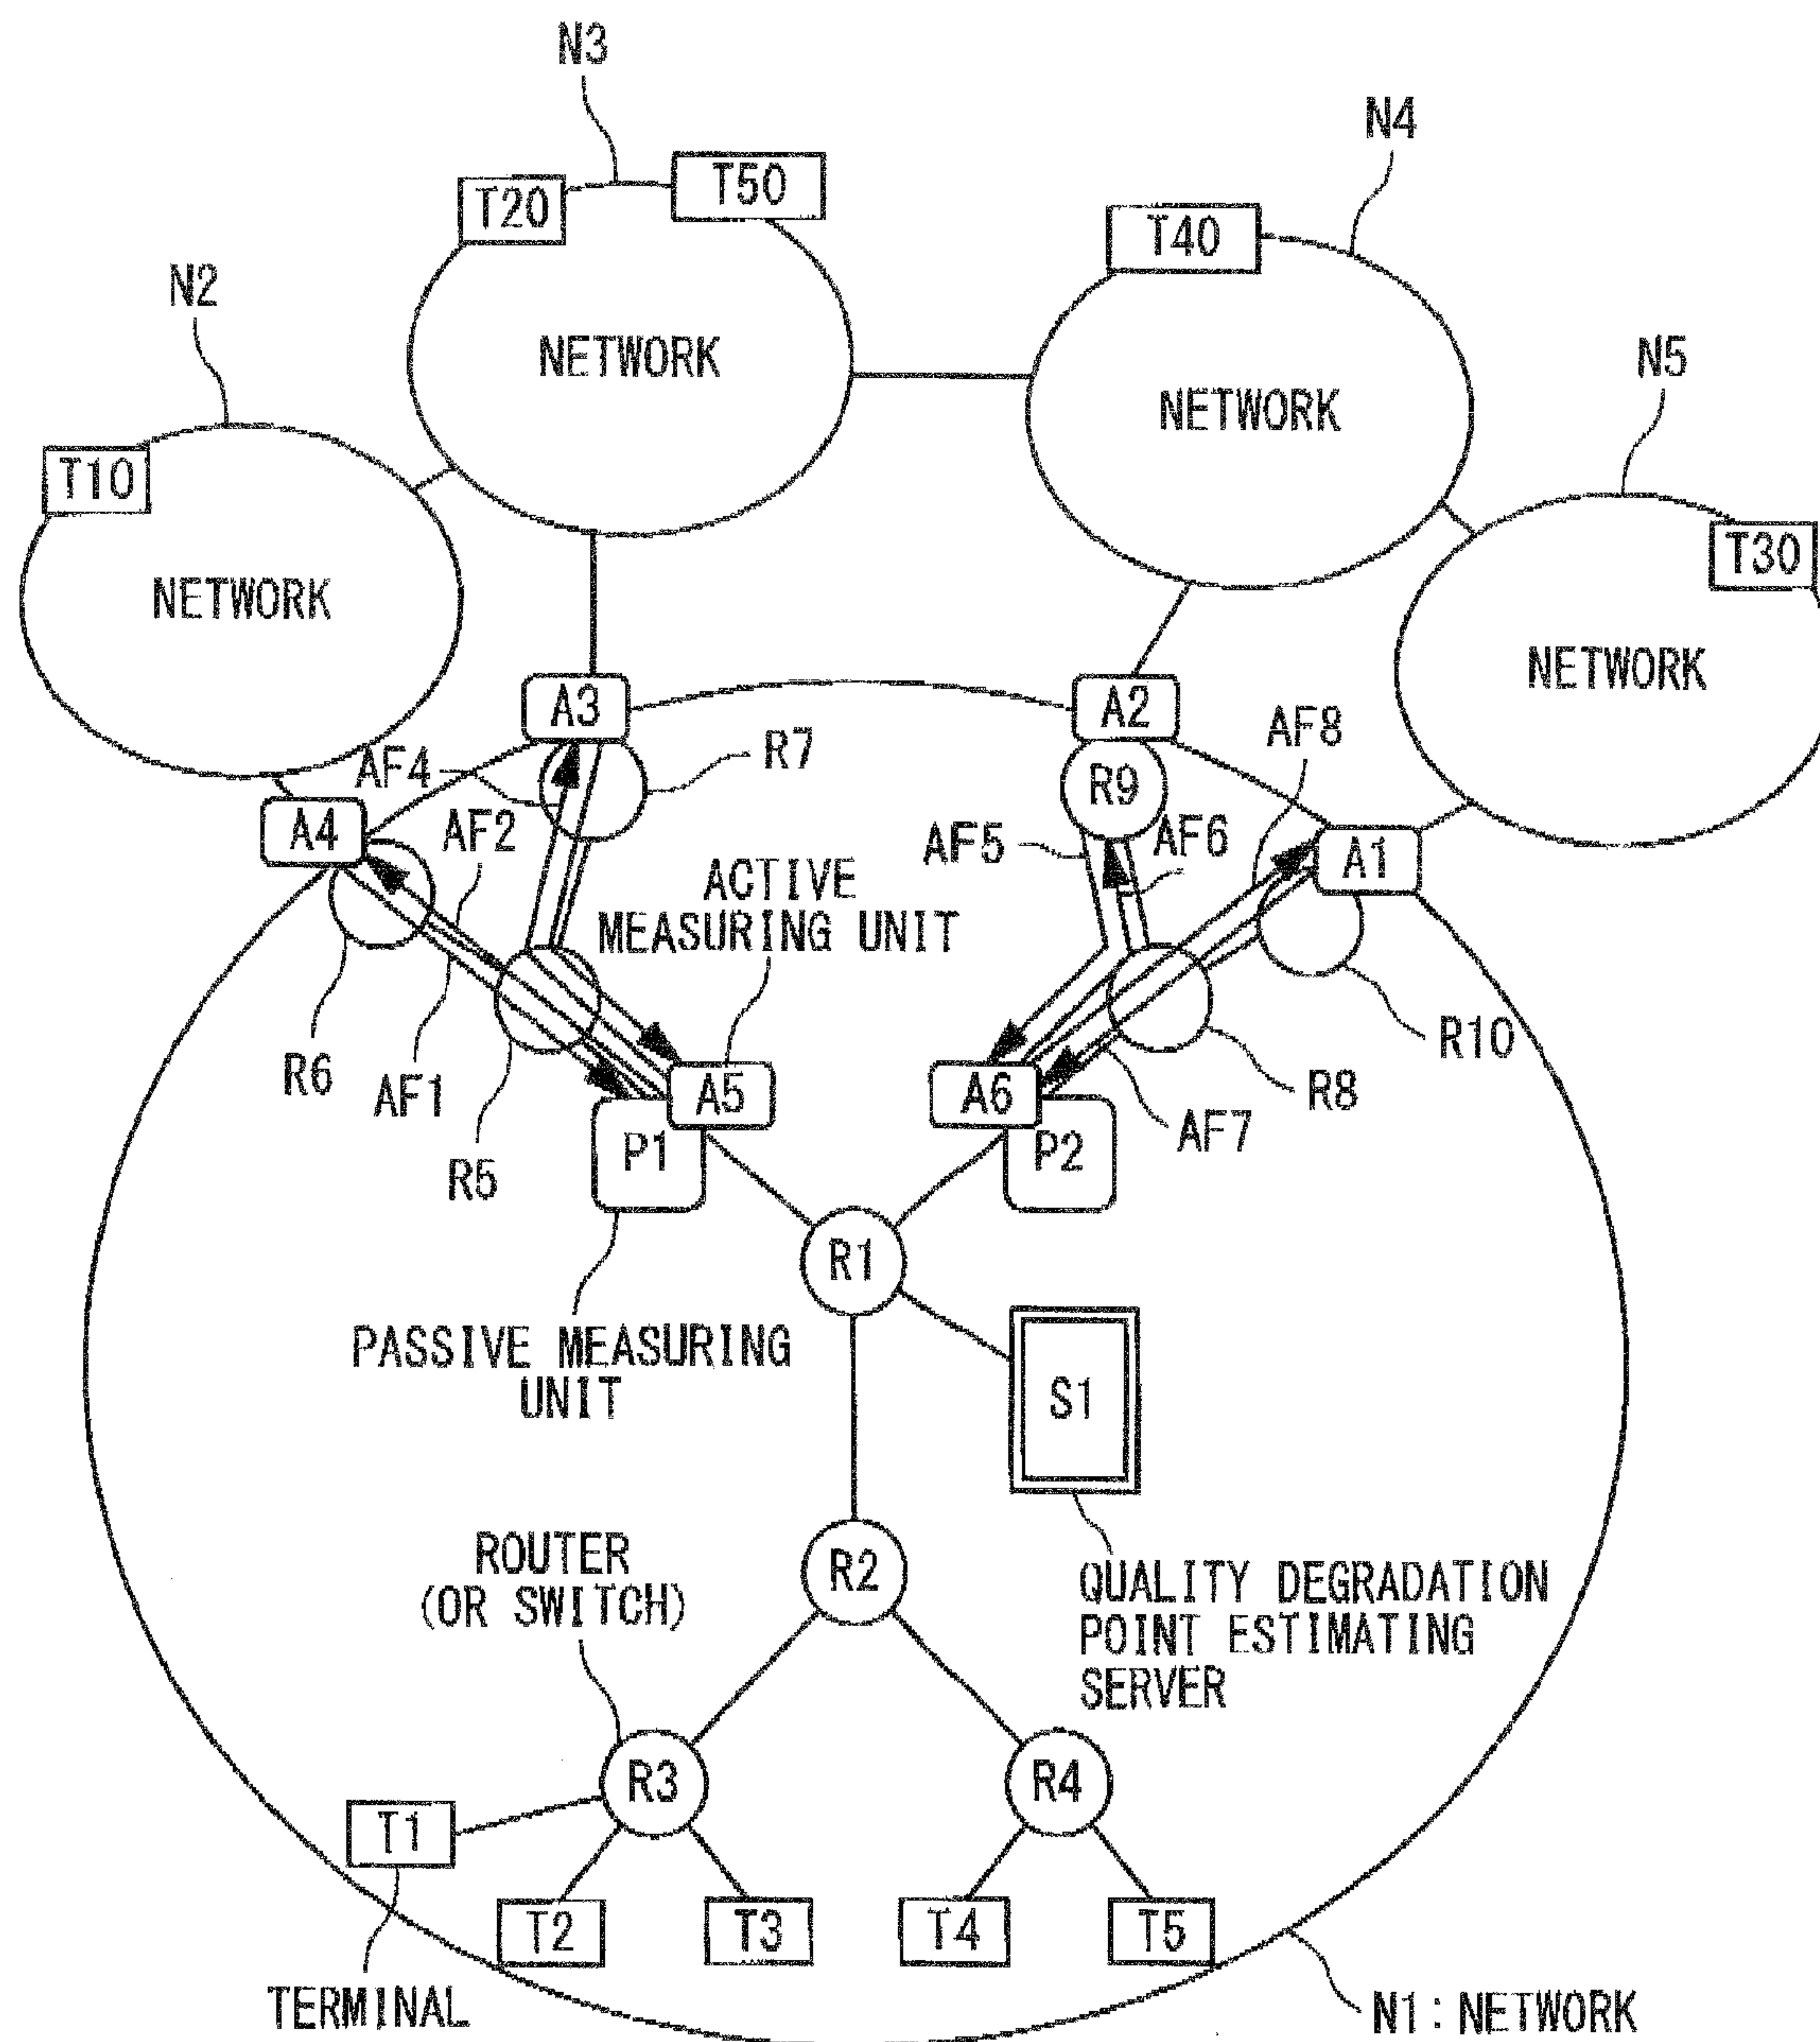 N3
N4
T20
T50
T40
N2
N5
NETWORK
NETWORK
T10
T30
NETWORK
NETWORK
A3
A2
AF8
AF4
R7
R9
A4
AF2
AF5
AF6
A1
ACTIVE
MEASURING UNIT
R6
AF1
R5
A5
A6
R10
R8
AF7
P1
P2
R1
PASSIVE MEASURING
UNIT
S1
ROUTER
(OR SWITCH)
R2
QUALITY DEGRADATION
POINT ESTIMATING
SERVER
R3
R4
T1
T2
T3
T4
T5
TERMINAL
N1:NETWORK